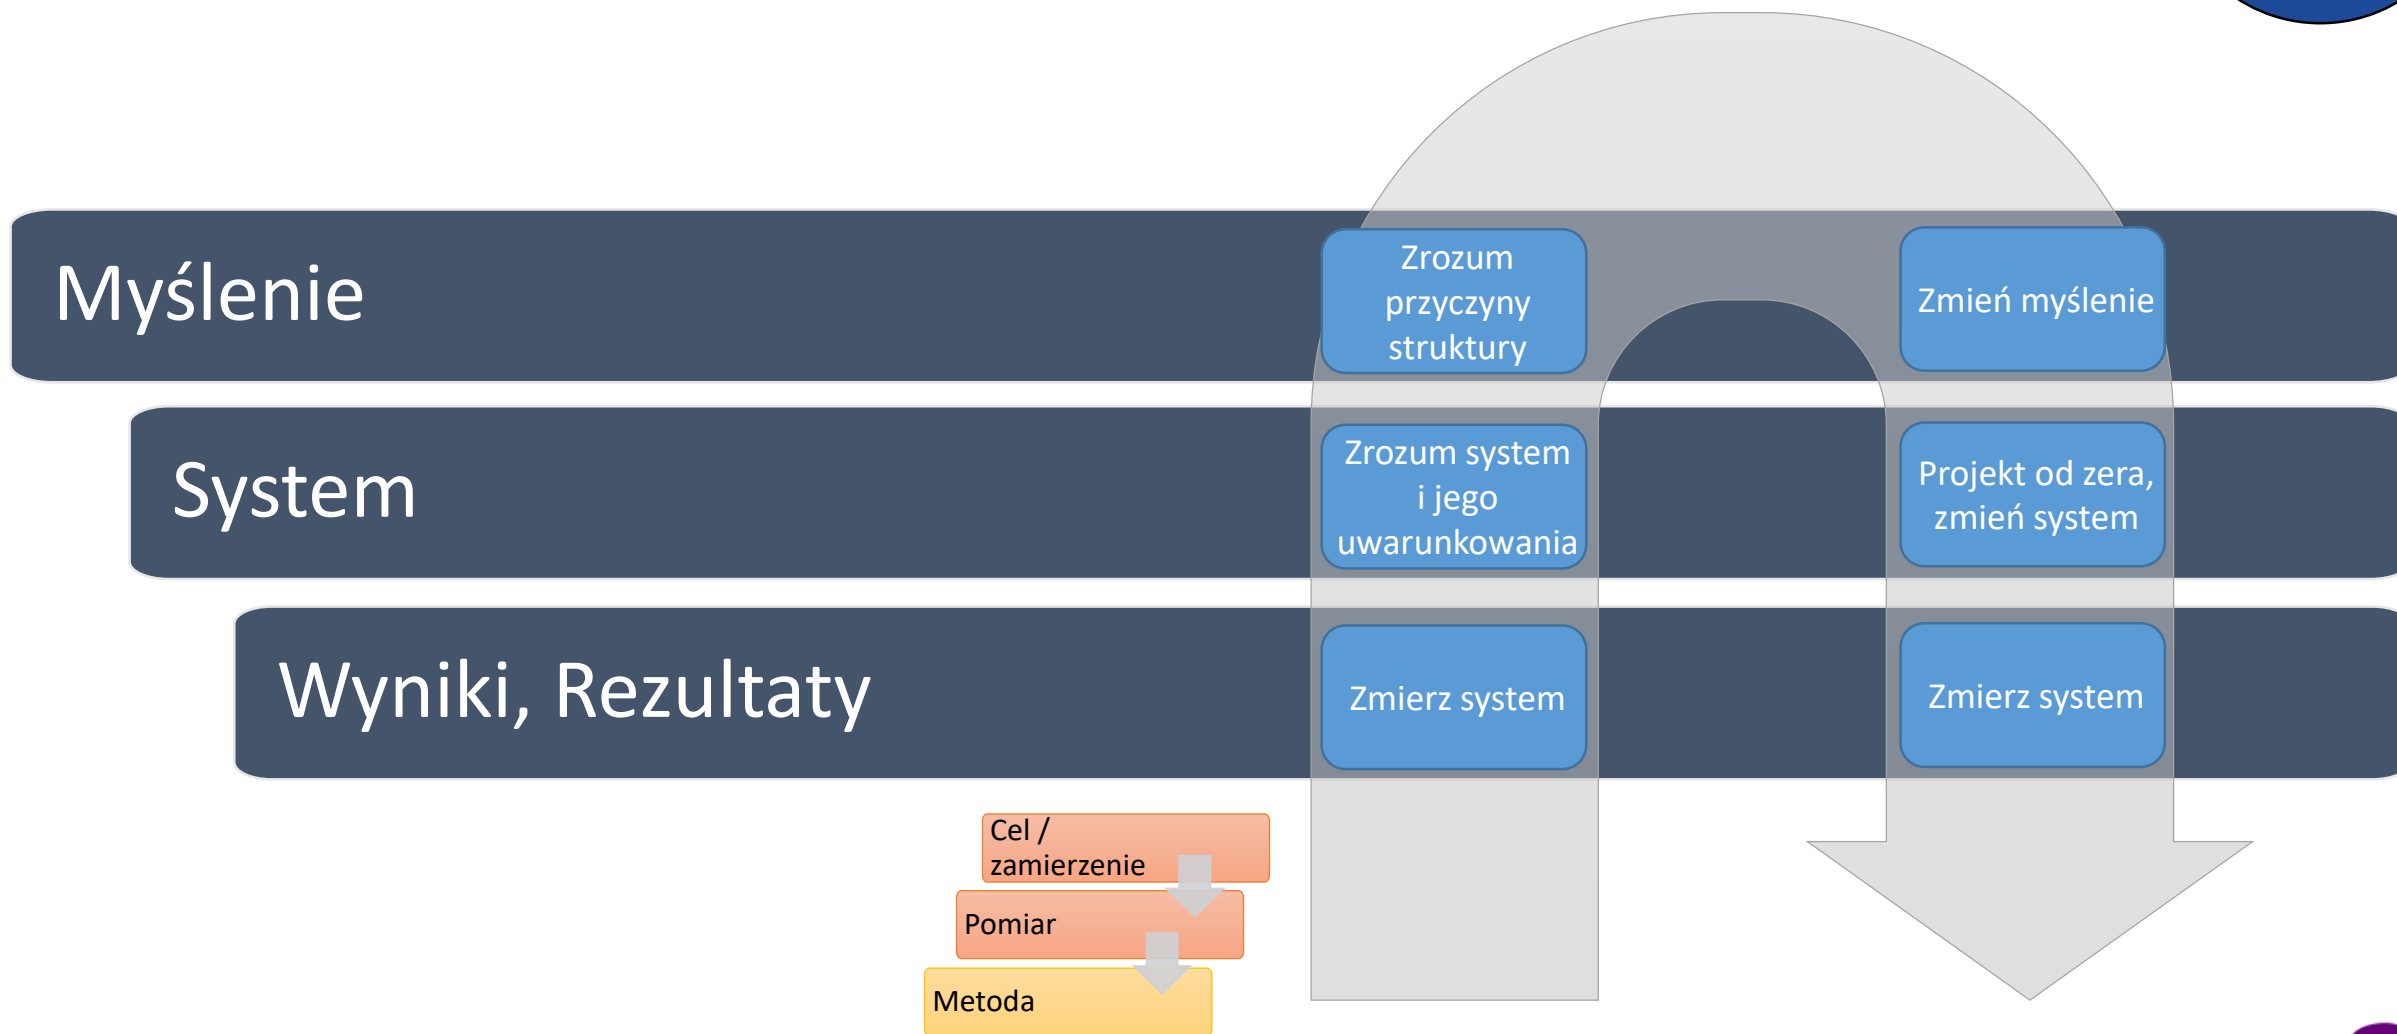 Myślenie
Zrozum
przyczyny
struktury
Zmień myślenie
System
Zrozum system
i jego
uwarunkowania
Projekt od zera,
zmień system
Wyniki, Rezultaty
Zmierz system
Zmierz system
Cel /
zamierzenie
Pomiar
Metoda